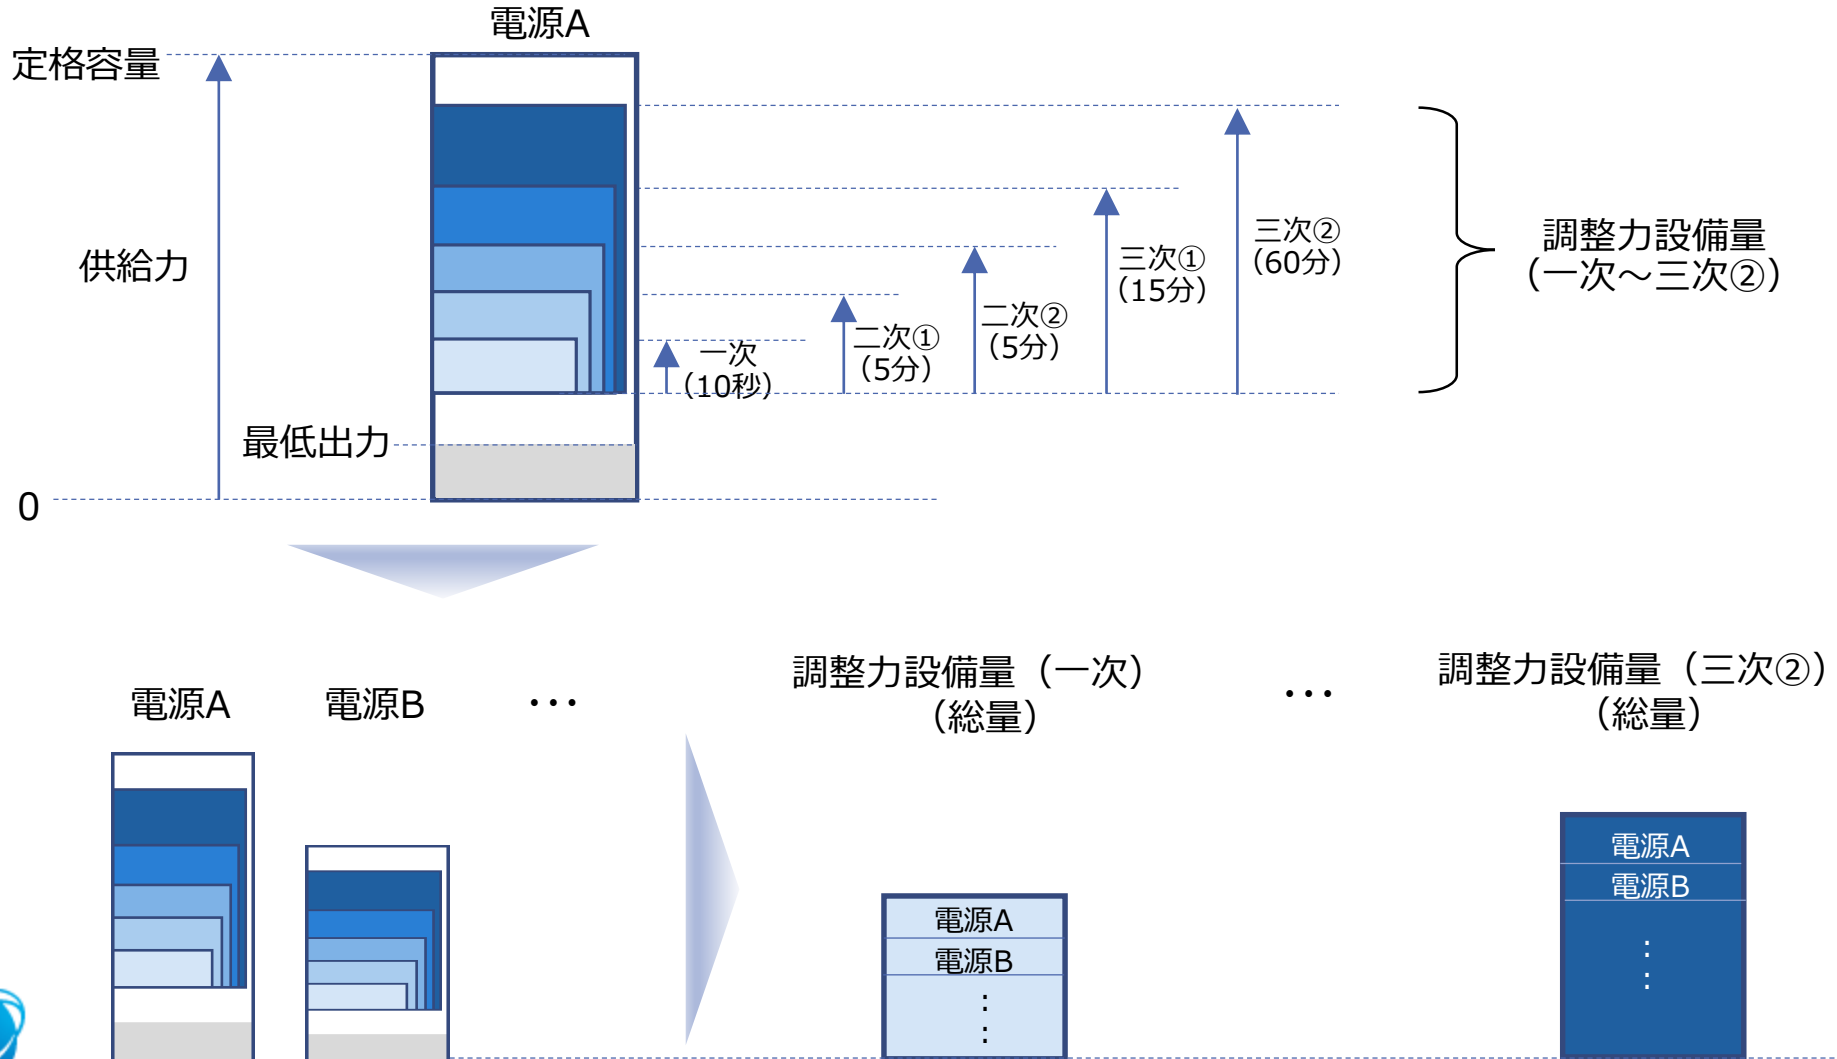 電源A
定格容量
供給力
最低出力
0
一次
（10秒）
二次①
（5分）
二次②
（5分）
三次①
（15分）
三次②
（60分）
調整力設備量
（一次～三次②）
電源A
電源B
…
調整力設備量（一次）
（総量）
…
調整力設備量（三次②）
（総量）
電源A
電源B
：
：
電源A
電源B
：
：